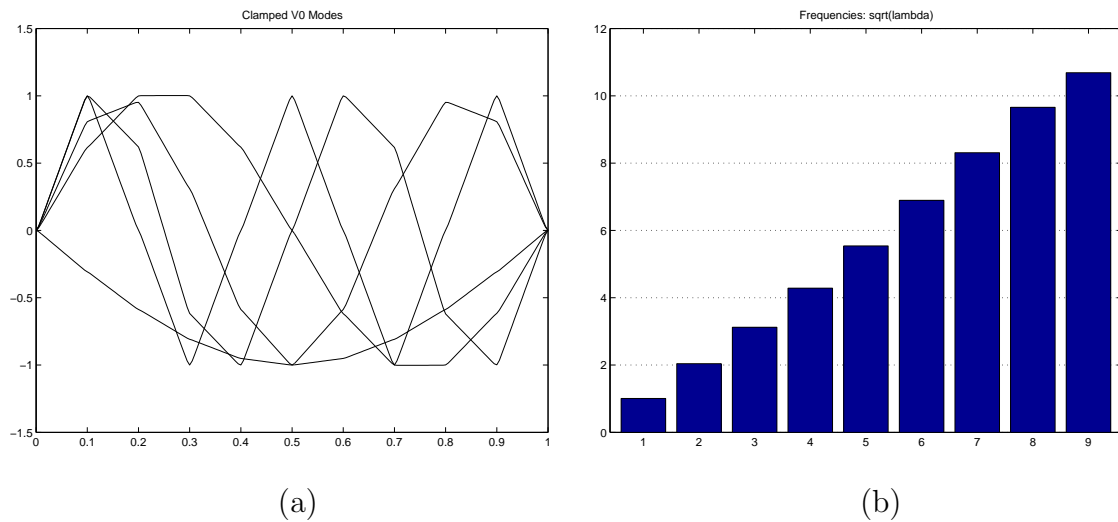 Clamped V0 Modes
1.5
1
0.5
0
−0.5
−1
−1.5
0 0.1 0.2 0.3 0.4 0.5 0.6 0.7 0.8 0.9 1
(a)
Frequencies: sqrt(lambda)
12
10
8
6
4
2
0
1 2 3 4 5 6 7 8 9
(b)